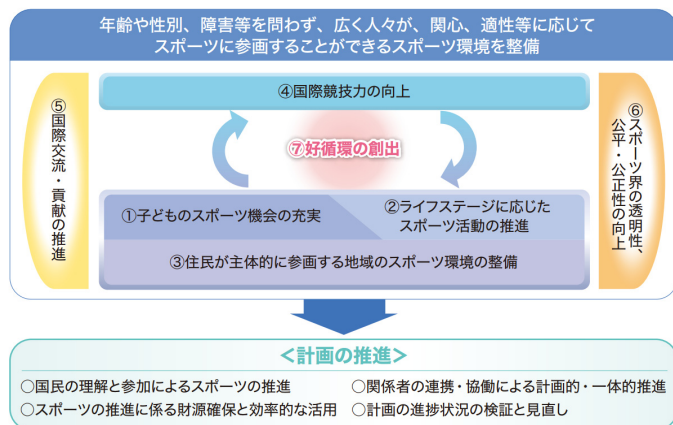 年齢や性別、障害等を問わず、広く人々が、関心、適性等に応じて
スポーツに参画することができるスポーツ環境を整備
④国際競技力の向上
⑤国際交流・貢献の推進
⑥スポーツ界の透明性、
公平・公正性の向上
⑦好循環の創出
①子どものスポーツ機会の充実
②ライフステージに応じた
スポーツ活動の推進
③住民が主体的に参画する地域のスポーツ環境の整備
＜計画の推進＞
○国民の理解と参加によるスポーツの推進
○関係者の連携・協働による計画的・一体的推進
○スポーツの推進に係る財源確保と効率的な活用
○計画の進捗状況の検証と見直し